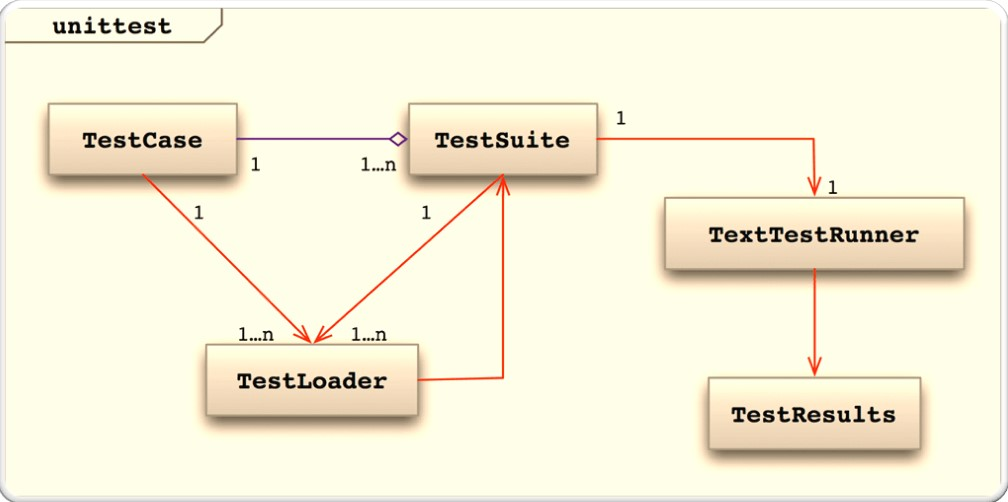 unittest
TestCase
TestSuite
1
1
1…n
1
TextTestRunner
1
1
1…n
1…n
TestLoader
TestResults